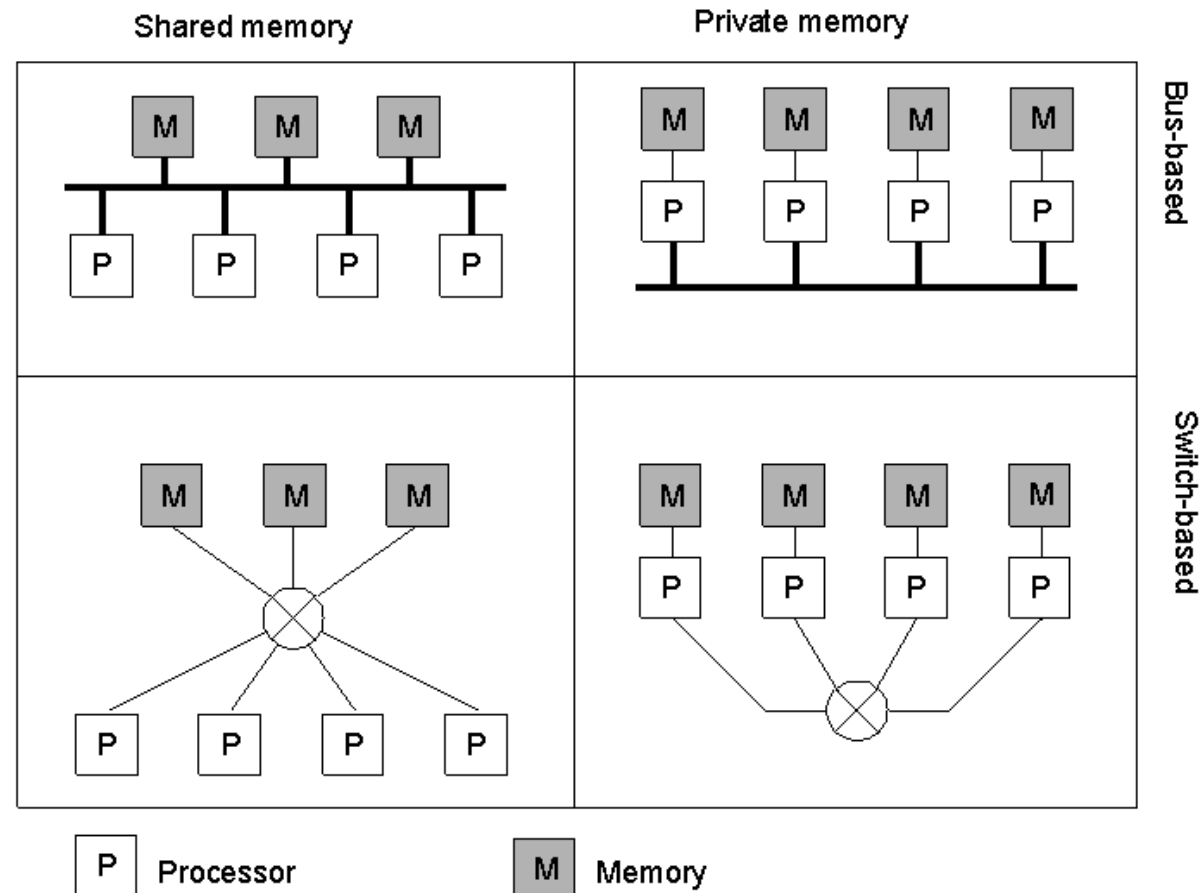 Shared memory
Private memory
M M M
P P P P
M M M M
P P P P
Bus-based
M M M
P P P P
M M M M
P P P P
Switch-based
P Processor
M Memory